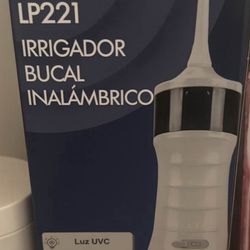 LP221
IRRIGADOR
BUCAL
INALÁMBRICO
Luz UVC